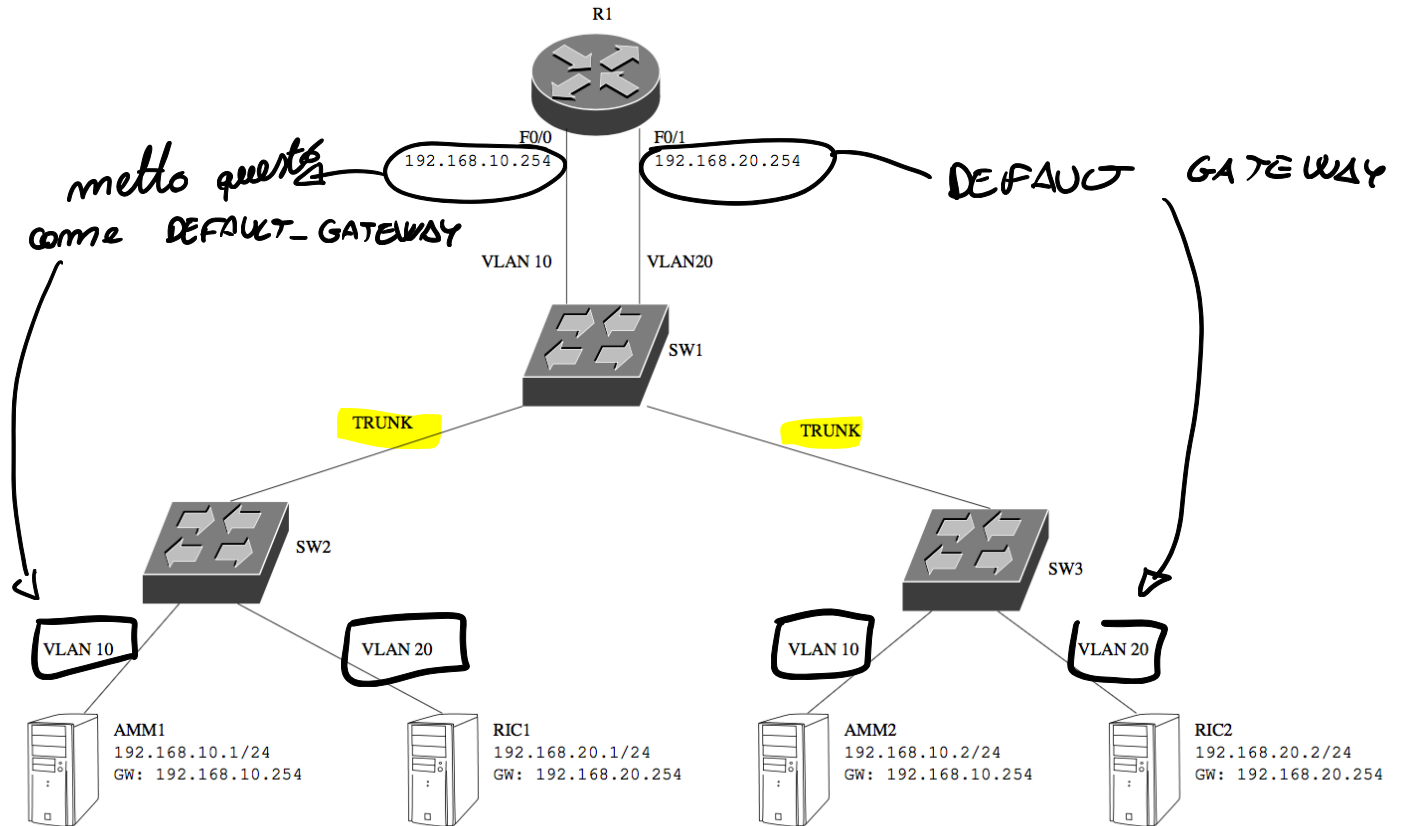 R1
F0/0
F0/1
192.168.10.254
192.168.20.254
metto questo
come DEFAULT_GATEWAY
DEFAULT GATEWAY
VLAN 10
VLAN20
SW1
TRUNK
TRUNK
SW2
SW3
VLAN 10
VLAN 20
VLAN 10
VLAN 20
AMM1
192.168.10.1/24
GW: 192.168.10.254
RIC1
192.168.20.1/24
GW: 192.168.20.254
AMM2
192.168.10.2/24
GW: 192.168.10.254
RIC2
192.168.20.2/24
GW: 192.168.20.254